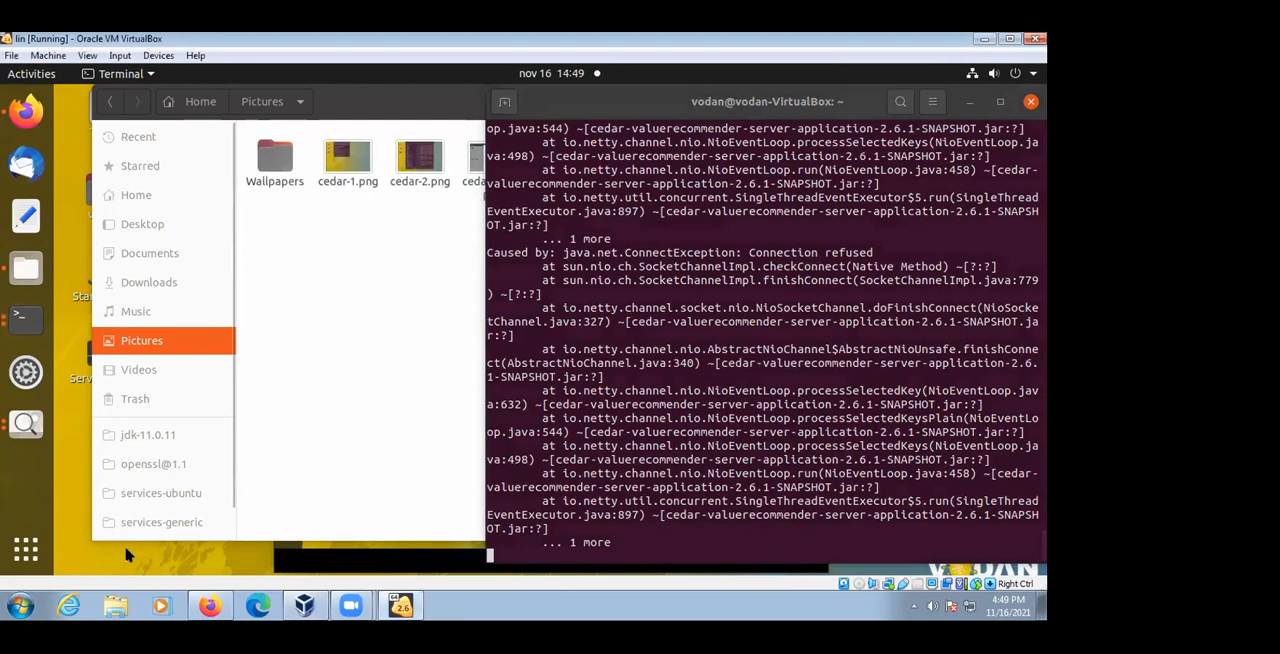 lin [Running] - Oracle VM VirtualBox
File Machine View Input Devices Help
Activities Terminal nov 16 14:49
Home Pictures
vodan@vodan-VirtualBox: ~
Recent
Starred
Home
Desktop
Documents
Downloads
Music
Pictures
Videos
Trash
jdk-11.0.11
openssl@1.1
services-ubuntu
services-generic
Wallpapers cedar-1.png cedar-2.png
op.java:544) ~[cedar-valuerecommender-server-application-2.6.1-SNAPSHOT.jar:?]
at io.netty.channel.nio.NioEventLoop.processSelectedKeys(NioEventLoop.ja
va:498) ~[cedar-valuerecommender-server-application-2.6.1-SNAPSHOT.jar:?]
at io.netty.channel.nio.NioEventLoop.run(NioEventLoop.java:458) ~[cedar-
valuerecommender-server-application-2.6.1-SNAPSHOT.jar:?]
at io.netty.util.concurrent.SingleThreadEventExecutor$5.run(SingleThread
EventExecutor.java:897) ~[cedar-valuerecommender-server-application-2.6.1-SNAPSH
OT.jar:?]
... 1 more
Caused by: java.net.ConnectException: Connection refused
at sun.nio.ch.SocketChannelImpl.checkConnect(Native Method) ~[?:?]
at sun.nio.ch.SocketChannelImpl.finishConnect(SocketChannelImpl.java:779
) ~[?:?]
at io.netty.channel.socket.nio.NioSocketChannel.doFinishConnect(NioSocke
tChannel.java:327) ~[cedar-valuerecommender-server-application-2.6.1-SNAPSHOT.ja
r:?]
at io.netty.channel.nio.AbstractNioChannel$AbstractNioUnsafe.finishConne
ct(AbstractNioChannel.java:340) ~[cedar-valuerecommender-server-application-2.6.
1-SNAPSHOT.jar:?]
at io.netty.channel.nio.NioEventLoop.processSelectedKey(NioEventLoop.jav
a:632) ~[cedar-valuerecommender-server-application-2.6.1-SNAPSHOT.jar:?]
at io.netty.channel.nio.NioEventLoop.processSelectedKeysPlain(NioEventLo
op.java:544) ~[cedar-valuerecommender-server-application-2.6.1-SNAPSHOT.jar:?]
at io.netty.channel.nio.NioEventLoop.processSelectedKeys(NioEventLoop.ja
va:498) ~[cedar-valuerecommender-server-application-2.6.1-SNAPSHOT.jar:?]
at io.netty.channel.nio.NioEventLoop.run(NioEventLoop.java:458) ~[cedar-
valuerecommender-server-application-2.6.1-SNAPSHOT.jar:?]
at io.netty.util.concurrent.SingleThreadEventExecutor$5.run(SingleThread
EventExecutor.java:897) ~[cedar-valuerecommender-server-application-2.6.1-SNAPSH
OT.jar:?]
... 1 more
Right Ctrl
4:49 PM
11/16/2021